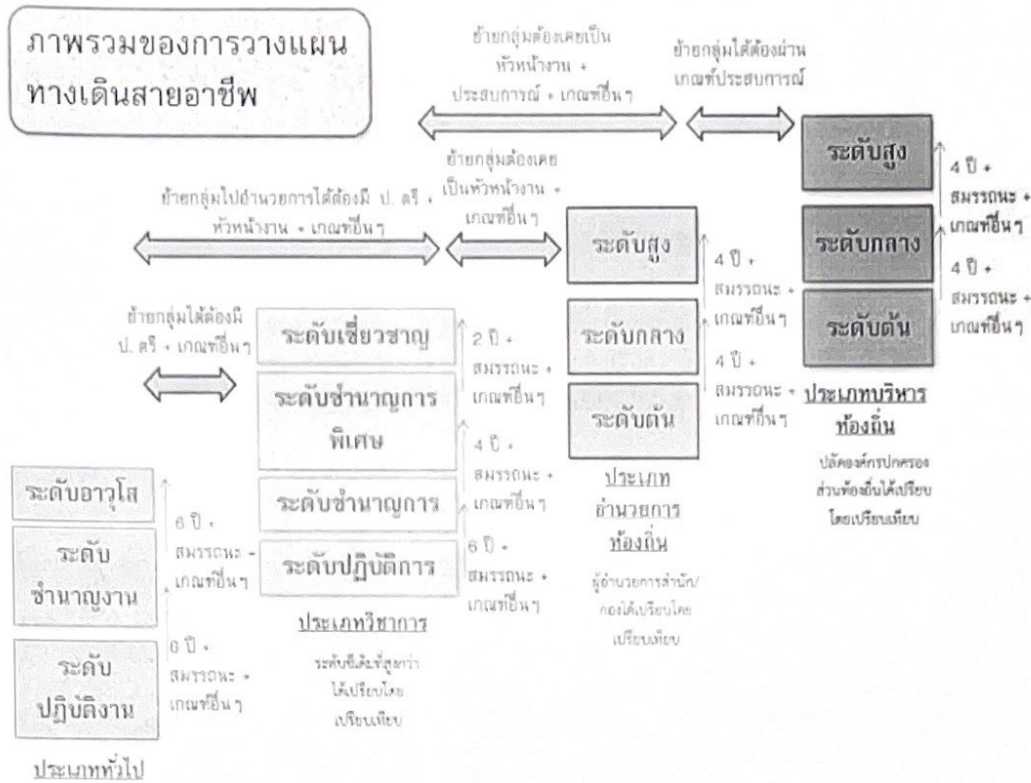 ภาพรวมของการวางแผน
ทางเดินสายอาชีพ
ย้ายกลุ่มต้องเคยเป็น
หัวหน้างาน +
ประสบการณ์ + เกณฑ์อื่นๆ
ย้ายกลุ่มได้ต้องผ่าน
เกณฑ์ประสบการณ์
ย้ายกลุ่มไปอำนวยการได้ต้องมี ป. ตรี +
หัวหน้างาน + เกณฑ์อื่นๆ
ย้ายกลุ่มต้องเคย
เป็นหัวหน้างาน +
เกณฑ์อื่นๆ
ย้ายกลุ่มได้ต้องมี
ป. ตรี + เกณฑ์อื่นๆ
ระดับอาวุโส
ระดับ
ชำนาญงาน
ระดับ
ปฏิบัติงาน
6 ปี +
สมรรถนะ +
เกณฑ์อื่นๆ
6 ปี +
สมรรถนะ +
เกณฑ์อื่นๆ
ประเภททั่วไป
ระดับเชี่ยวชาญ
ระดับชำนาญการ
พิเศษ
ระดับชำนาญการ
ระดับปฏิบัติการ
2 ปี +
สมรรถนะ +
เกณฑ์อื่นๆ
4 ปี +
สมรรถนะ +
เกณฑ์อื่นๆ
6 ปี +
สมรรถนะ +
เกณฑ์อื่นๆ
ประเภทวิชาการ
ระดับซีเดิมที่สูงกว่า
ได้เปรียบโดย
เปรียบเทียบ
ระดับสูง
ระดับกลาง
ระดับต้น
4 ปี +
สมรรถนะ +
เกณฑ์อื่นๆ
4 ปี +
สมรรถนะ +
เกณฑ์อื่นๆ
ประเภท
อำนวยการ
ท้องถิ่น
ผู้อำนวยการสำนัก/
กองได้เปรียบโดย
เปรียบเทียบ
ระดับสูง
ระดับกลาง
ระดับต้น
4 ปี +
สมรรถนะ +
เกณฑ์อื่นๆ
4 ปี +
สมรรถนะ +
เกณฑ์อื่นๆ
ประเภทบริหาร
ท้องถิ่น
ปลัดองค์กรปกครอง
ส่วนท้องถิ่นได้เปรียบ
โดยเปรียบเทียบ